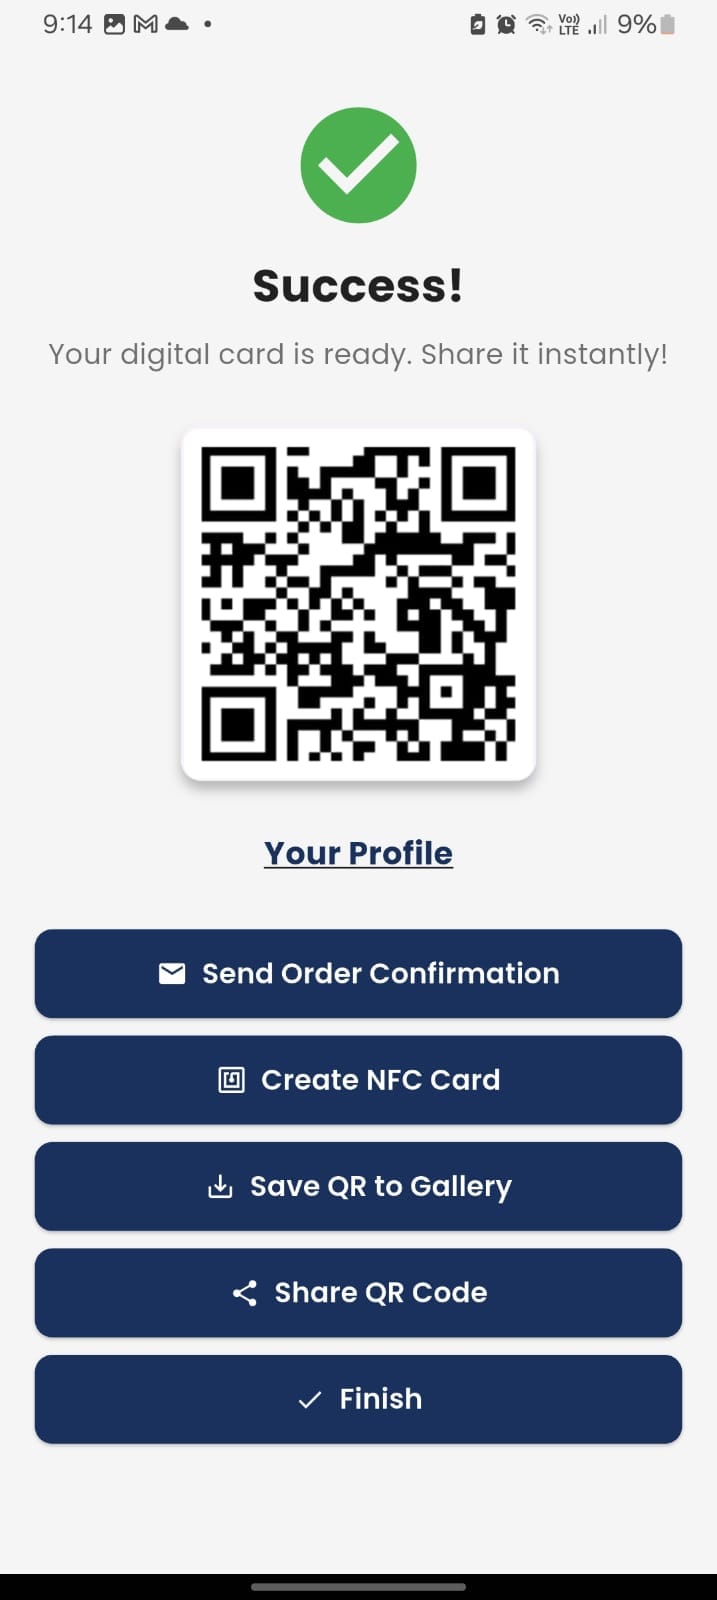 9:14 Vo)) LTE 9%
Success!
Your digital card is ready. Share it instantly!
Your Profile
Send Order Confirmation
Create NFC Card
Save QR to Gallery
Share QR Code
Finish